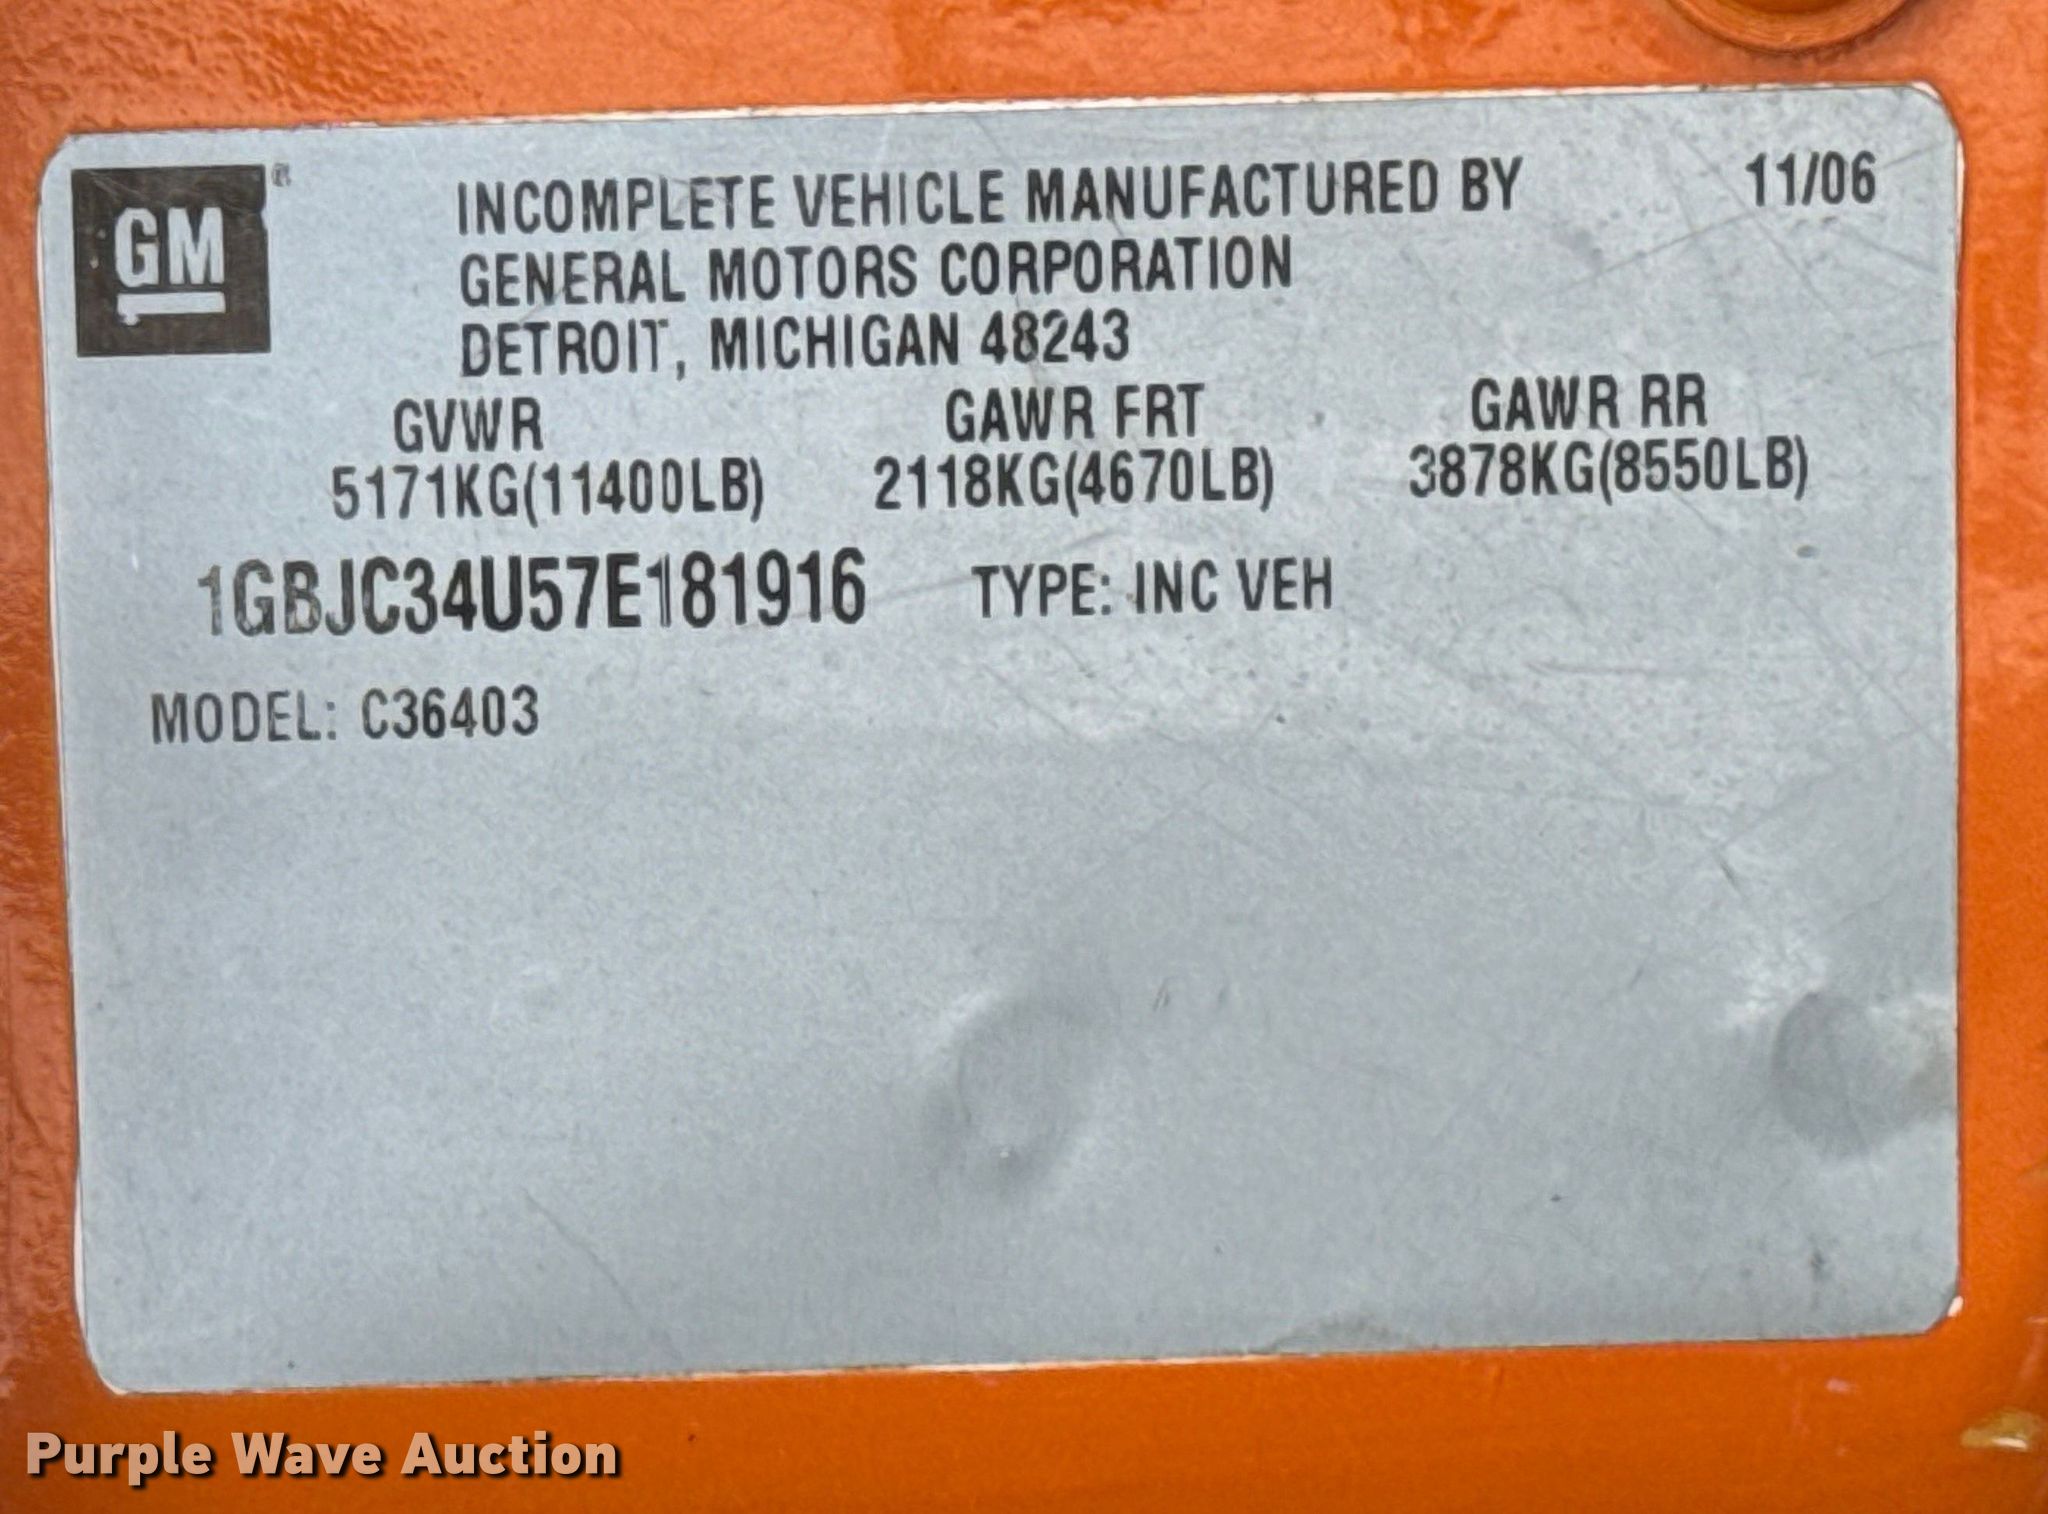 GM®
INCOMPLETE VEHICLE MANUFACTURED BY 11/06
GENERAL MOTORS CORPORATION
DETROIT, MICHIGAN 48243
GVWR GAWR FRT GAWR RR
5171KG(11400LB) 2118KG(4670LB) 3878KG(8550LB)
1GBJC34U57E181916 TYPE: INC VEH
MODEL: C36403
Purple Wave Auction